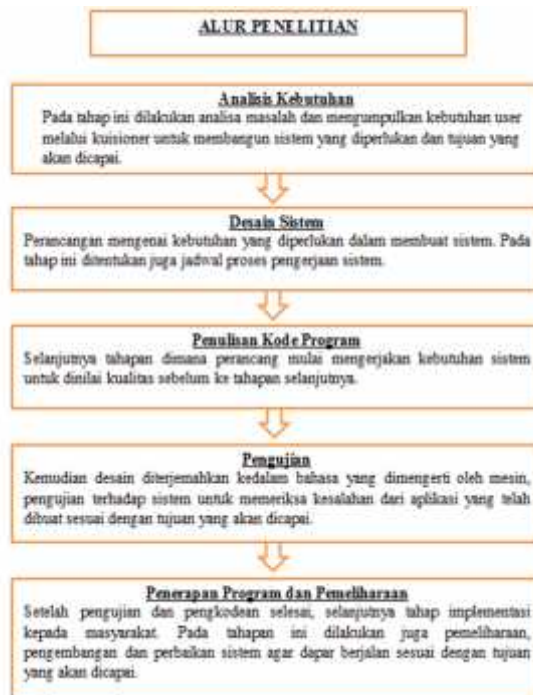 ALUR PENELITIAN
Analisis Kebutuhan
Pada tahap ini dilakukan analisa masalah dan mengumpulkan kebutuhan user
melalui kuisioner untuk membangun sistem yang diperlukan dan tujuan yang
akan dicapai.
Desain Sistem
Perancangan mengenai kebutuhan yang diperlukan dalam membuat sistem. Pada
tahap ini ditentukan juga jadwal proses pengerjaan sistem.
Penulisan Kode Program
Selanjutnya tahapan dimana perancang mulai mengerjakan kebutuhan sistem
untuk dinilai kualitas sebelum ke tahapan selanjutnya.
Pengujian
Kemudian desain diterjemahkan kedalam bahasa yang dimengerti oleh mesin,
pengujian terhadap sistem untuk memeriksa kesalahan dari aplikasi yang telah
dibuat sesuai dengan tujuan yang akan dicapai.
Penerapan Program dan Pemeliharaan
Setelah pengujian dan pengkodean selesai, selanjutnya tahap implementasi
kepada masyarakat. Pada tahapan ini dilakukan juga pemeliharaan,
pengembangan dan perbaikan sistem agar dapar berjalan sesuai dengan tujuan
yang akan dicapai.